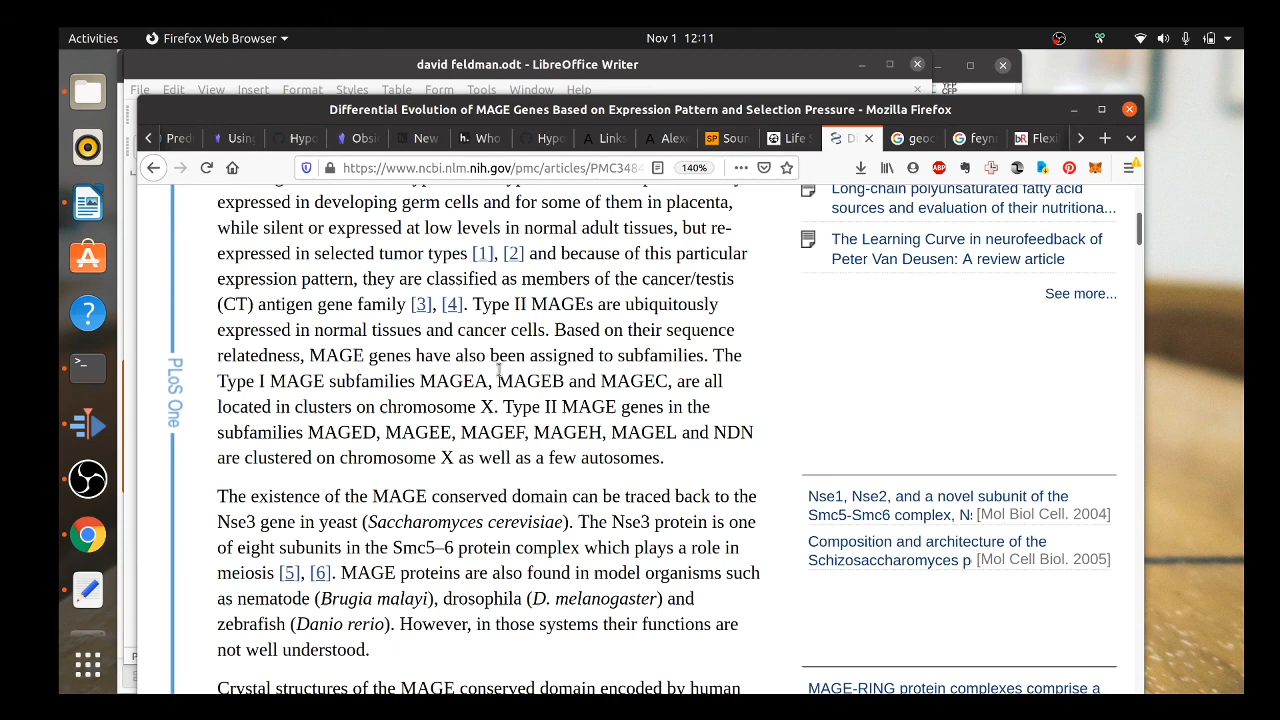 Activities
Firefox Web Browser
Nov 1 12:11
david feldman.odt - LibreOffice Writer
File Edit View Insert Format Styles Table Form Tools Window Help
Differential Evolution of MAGE Genes Based on Expression Pattern and Selection Pressure - Mozilla Firefox
Predi Using Hypo Obsi New Who Hypo Links Alexo Soun Life S Di geoc feynm Flexil
https://www.ncbi.nlm.nih.gov/pmc/articles/PMC348
140%
expressed in developing germ cells and for some of them in placenta,
while silent or expressed at low levels in normal adult tissues, but re-
expressed in selected tumor types [1], [2] and because of this particular
expression pattern, they are classified as members of the cancer/testis
(CT) antigen gene family [3], [4]. Type II MAGEs are ubiquitously
expressed in normal tissues and cancer cells. Based on their sequence
relatedness, MAGE genes have also been assigned to subfamilies. The
Type I MAGE subfamilies MAGEA, MAGEB and MAGEC, are all
located in clusters on chromosome X. Type II MAGE genes in the
subfamilies MAGED, MAGEE, MAGEF, MAGEH, MAGEL and NDN
are clustered on chromosome X as well as a few autosomes.
The existence of the MAGE conserved domain can be traced back to the
Nse3 gene in yeast (Saccharomyces cerevisiae). The Nse3 protein is one
of eight subunits in the Smc5–6 protein complex which plays a role in
meiosis [5], [6]. MAGE proteins are also found in model organisms such
as nematode (Brugia malayi), drosophila (D. melanogaster) and
zebrafish (Danio rerio). However, in those systems their functions are
not well understood.
Crystal structures of the MAGE conserved domain encoded by human
PLoS One
Long-chain polyunsaturated fatty acid
sources and evaluation of their nutritiona...
The Learning Curve in neurofeedback of
Peter Van Deusen: A review article
See more...
Nse1, Nse2, and a novel subunit of the
Smc5-Smc6 complex, N: [Mol Biol Cell. 2004]
Composition and architecture of the
Schizosaccharomyces p [Mol Cell Biol. 2005]
MAGE-RING protein complexes comprise a